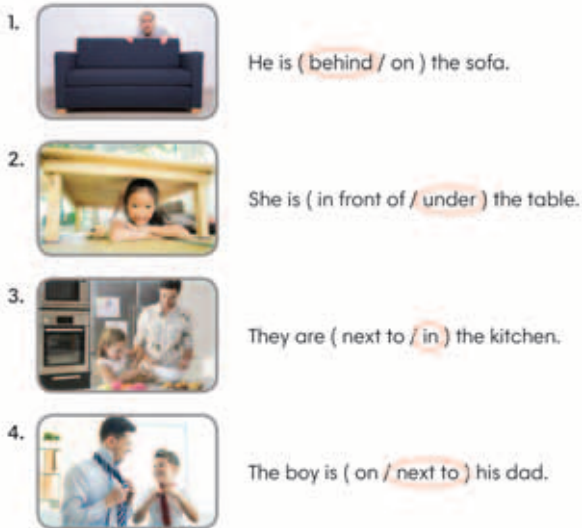 1.
He is ( behind / on ) the sofa.
2.
She is ( in front of / under ) the table.
3.
They are ( next to / in ) the kitchen.
4.
The boy is ( on / next to ) his dad.